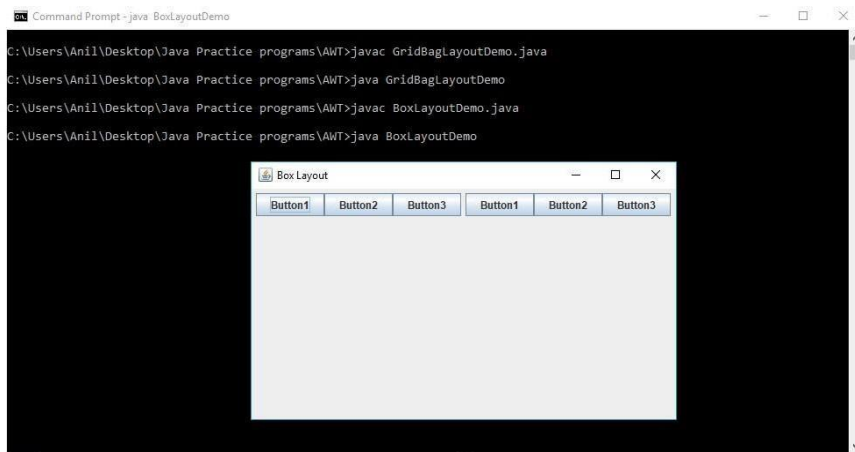 Command Prompt - java  BoxLayoutDemo
C:\Users\Anil\Desktop\Java Practice programs\AWT>javac GridBagLayoutDemo.java
C:\Users\Anil\Desktop\Java Practice programs\AWT>java GridBagLayoutDemo
C:\Users\Anil\Desktop\Java Practice programs\AWT>javac BoxLayoutDemo.java
C:\Users\Anil\Desktop\Java Practice programs\AWT>java BoxLayoutDemo
Box Layout
Button1 Button2 Button3 Button1 Button2 Button3